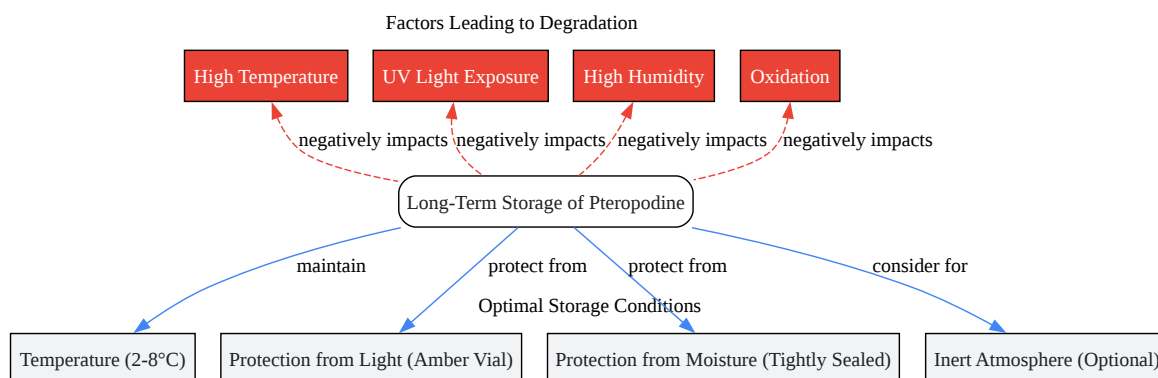 Factors Leading to Degradation
High Temperature
UV Light Exposure
High Humidity
Oxidation
negatively impacts
negatively impacts
negatively impacts
negatively impacts
Long-Term Storage of Pteropodine
maintain
protect from
protect from
consider for
Optimal Storage Conditions
Temperature (2-8°C)
Protection from Light (Amber Vial)
Protection from Moisture (Tightly Sealed)
Inert Atmosphere (Optional)